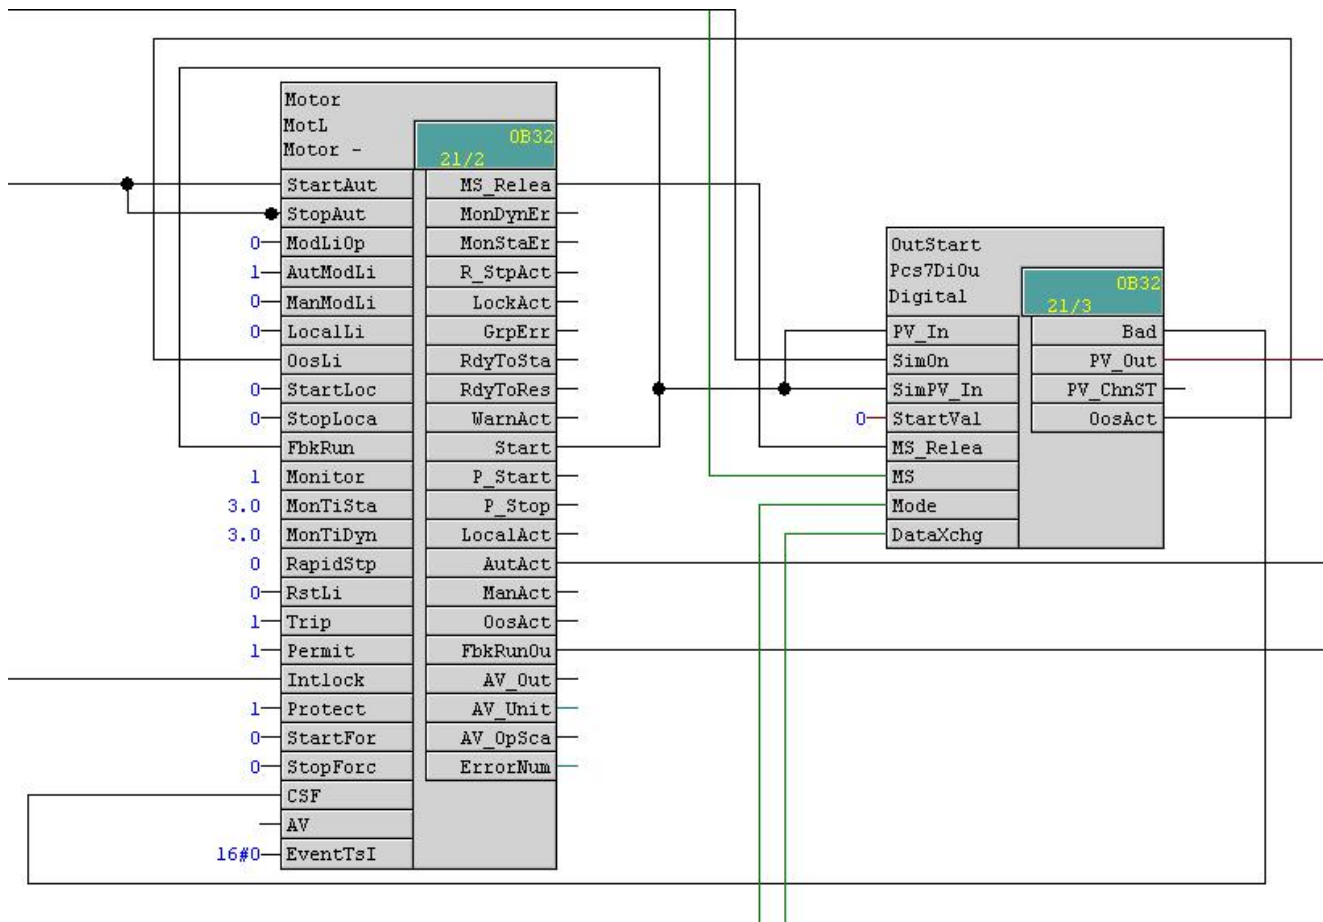 Motor
MotL
Motor -
OB32
21/2
StartAut
StopAut
0 ModLiOp
1 AutModLi
0 ManModLi
0 LocalLi
OosLi
0 StartLoc
0 StopLoca
FbkRun
1 Monitor
3.0 MonTiSta
3.0 MonTiDyn
0 RapidStp
0 RstLi
1 Trip
1 Permit
Intlock
1 Protect
0 StartFor
0 StopForc
CSF
AV
16#0 EventTsI
MS_Relea
MonDynEr
MonStaEr
R_StpAct
LockAct
GrpErr
RdyToSta
RdyToRes
WarnAct
Start
P_Start
P_Stop
LocalAct
AutAct
ManAct
OosAct
FbkRunOu
AV_Out
AV_Unit
AV_OpSca
ErrorNum
OutStart
Pcs7DiOu
Digital
OB32
21/3
PV_In
SimOn
SimPV_In
0 StartVal
MS_Relea
MS
Mode
DataXchg
Bad
PV_Out
PV_ChnST
OosAct